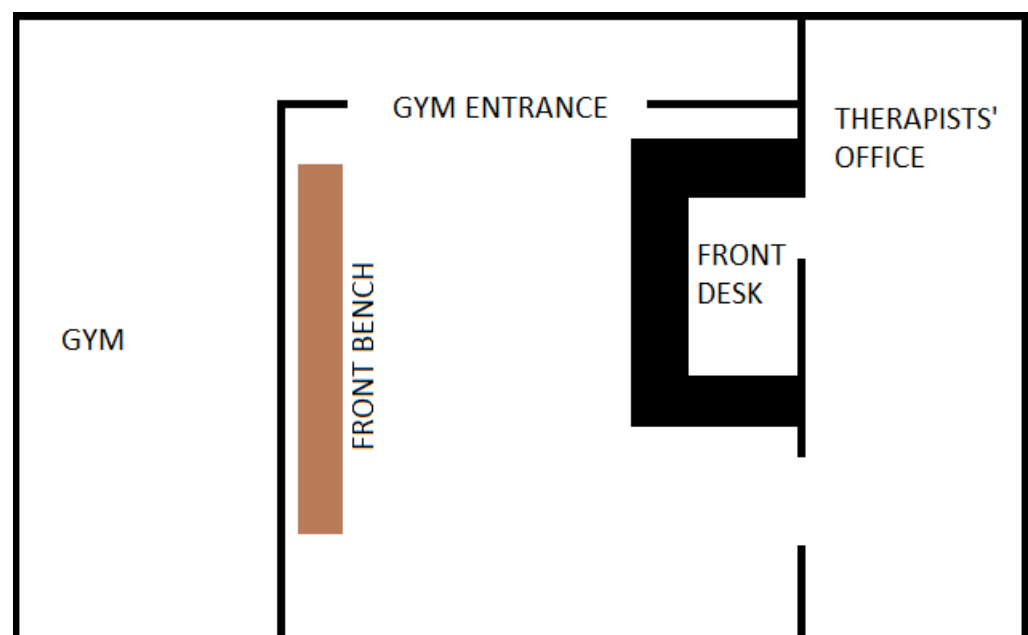 GYM ENTRANCE
THERAPISTS'
OFFICE
FRONT
DESK
FRONT BENCH
GYM